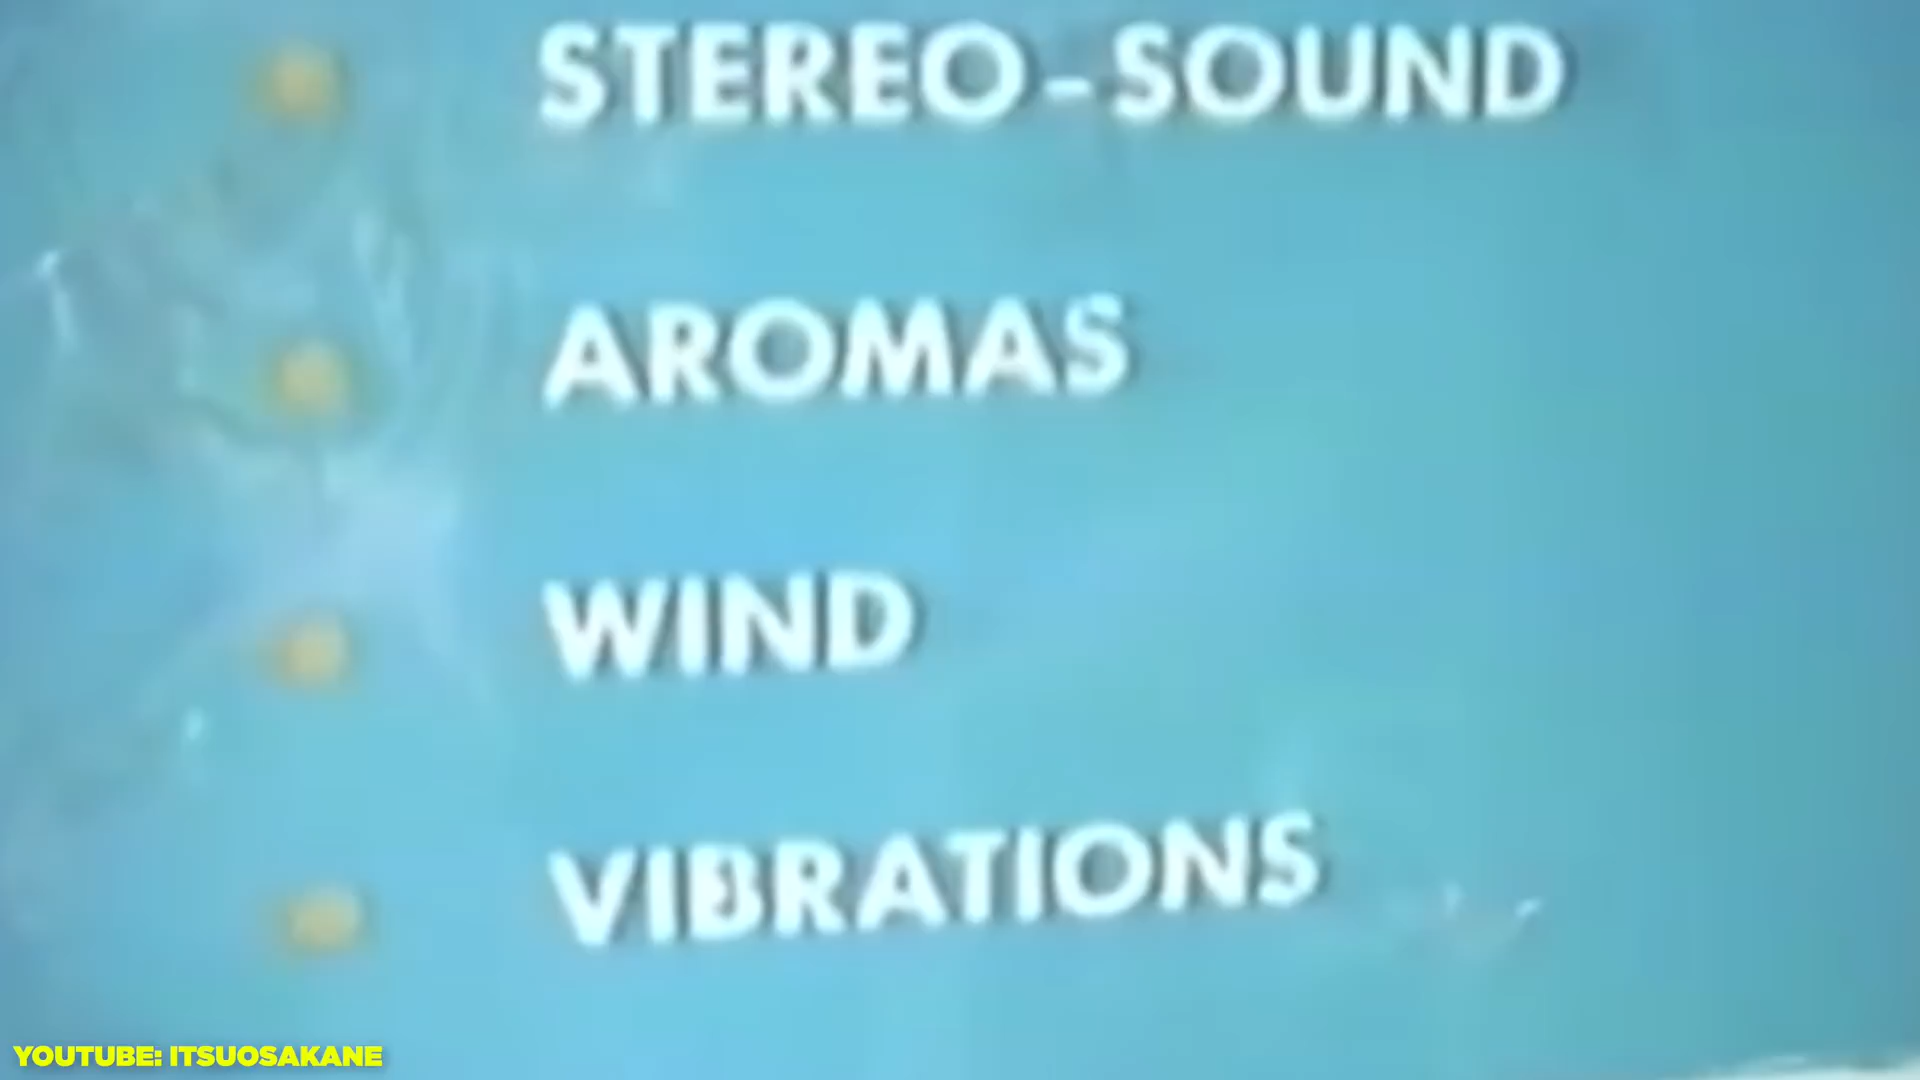 STEREO-SOUND
AROMAS
WIND
VIBRATIONS
YOUTUBE: ITSUOSAKANE